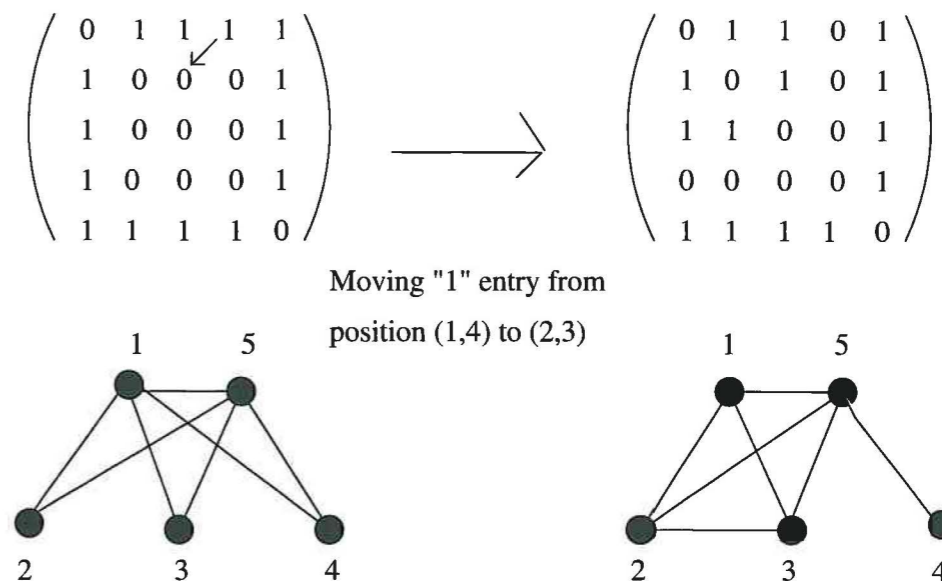 0 1 1 1 1 0 1 1 0 1
1 0 0 0 1 1 0 1 0 1
1 0 0 0 1 1 1 0 0 1
1 0 0 0 1 0 0 0 0 1
1 1 1 1 0 1 1 1 1 0
Moving "1" entry from
position (1,4) to (2,3)
1 5 1 5
2 3 4 2 3 4